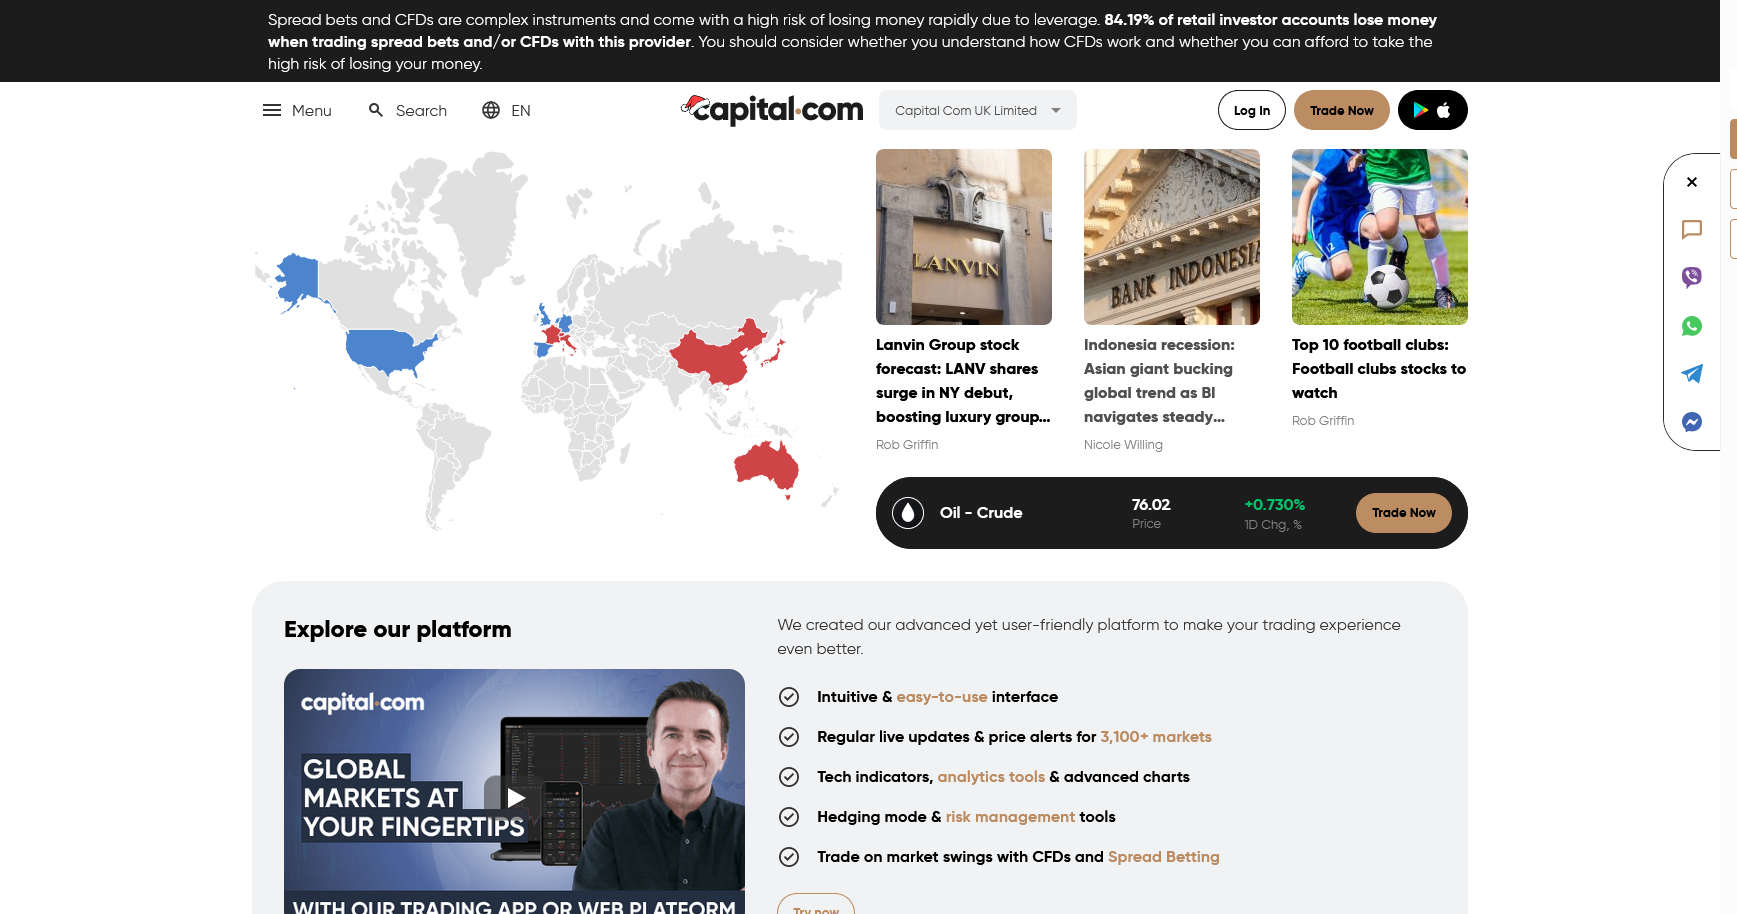 Spread bets and CFDs are complex instruments and come with a high risk of losing money rapidly due to leverage. 84.19% of retail investor accounts lose money
when trading spread bets and/or CFDs with this provider. You should consider whether you understand how CFDs work and whether you can afford to take the
high risk of losing your money.
Menu
Search
EN
capital.com
Capital Com UK Limited
Log In
Trade Now
LANVIN
BANK INDONESIA
12
Lanvin Group stock
forecast: LANV shares
surge in NY debut,
boosting luxury group...
Rob Griffin
Indonesia recession:
Asian giant bucking
global trend as BI
navigates steady...
Nicole Willing
Top 10 football clubs:
Football clubs stocks to
watch
Rob Griffin
Oil - Crude
76.02
Price
+0.730%
1D Chg, %
Trade Now
Explore our platform
capital.com
GLOBAL
MARKETS AT
YOUR FINGERTIPS
WITH OUR TRADING APP OR WEB PLATFORM
We created our advanced yet user-friendly platform to make your trading experience
even better.
Intuitive & easy-to-use interface
Regular live updates & price alerts for 3,100+ markets
Tech indicators, analytics tools & advanced charts
Hedging mode & risk management tools
Trade on market swings with CFDs and Spread Betting
Try now